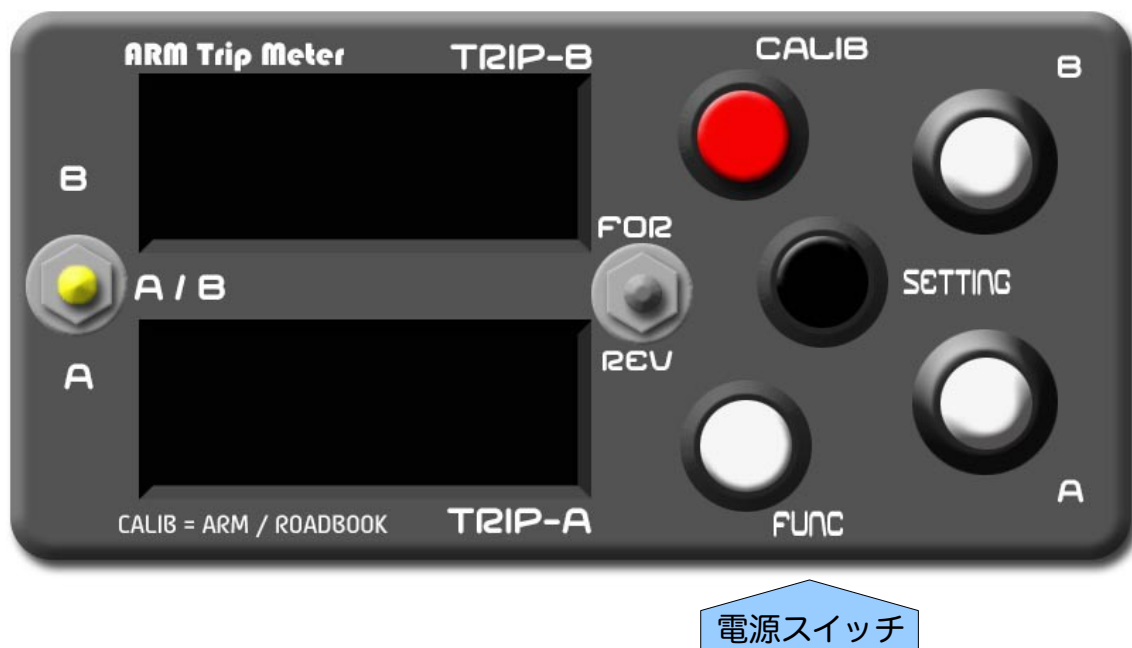 ARM Trip Meter
TRIP-B
CALIB
B
B
FOR
A / B
SETTING
REV
A
A
CALIB = ARM / ROADBOOK
TRIP-A
FUNC
電源スイッチ